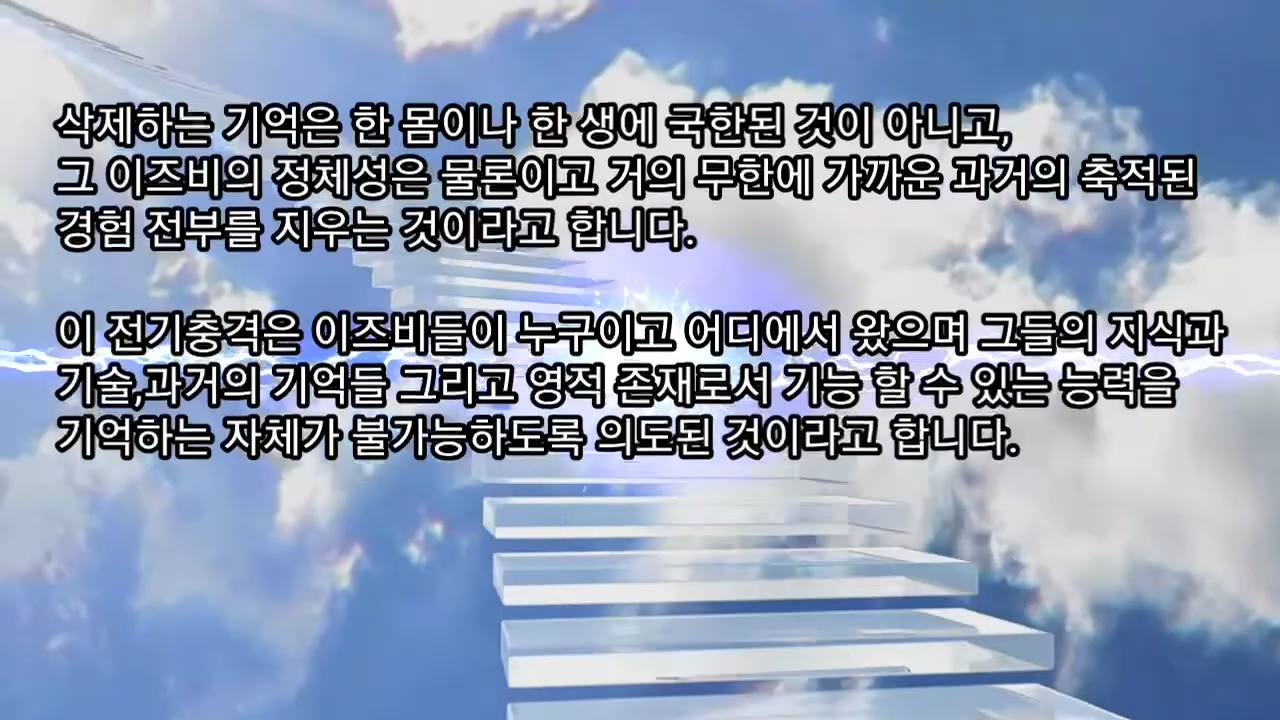 삭제하는 기억은 한 몸이나 한 생에 국한된 것이 아니고,
그 이즈비의 정체성은 물론이고 거의 무한에 가까운 과거의 축적된
경험 전부를 지우는 것이라고 합니다.
이 전기충격은 이즈비들이 누구이고 어디에서 왔으며 그들의 지식과
기술,과거의 기억들 그리고 영적 존재로서 기능 할 수 있는 능력을
기억하는 자체가 불가능하도록 의도된 것이라고 합니다.